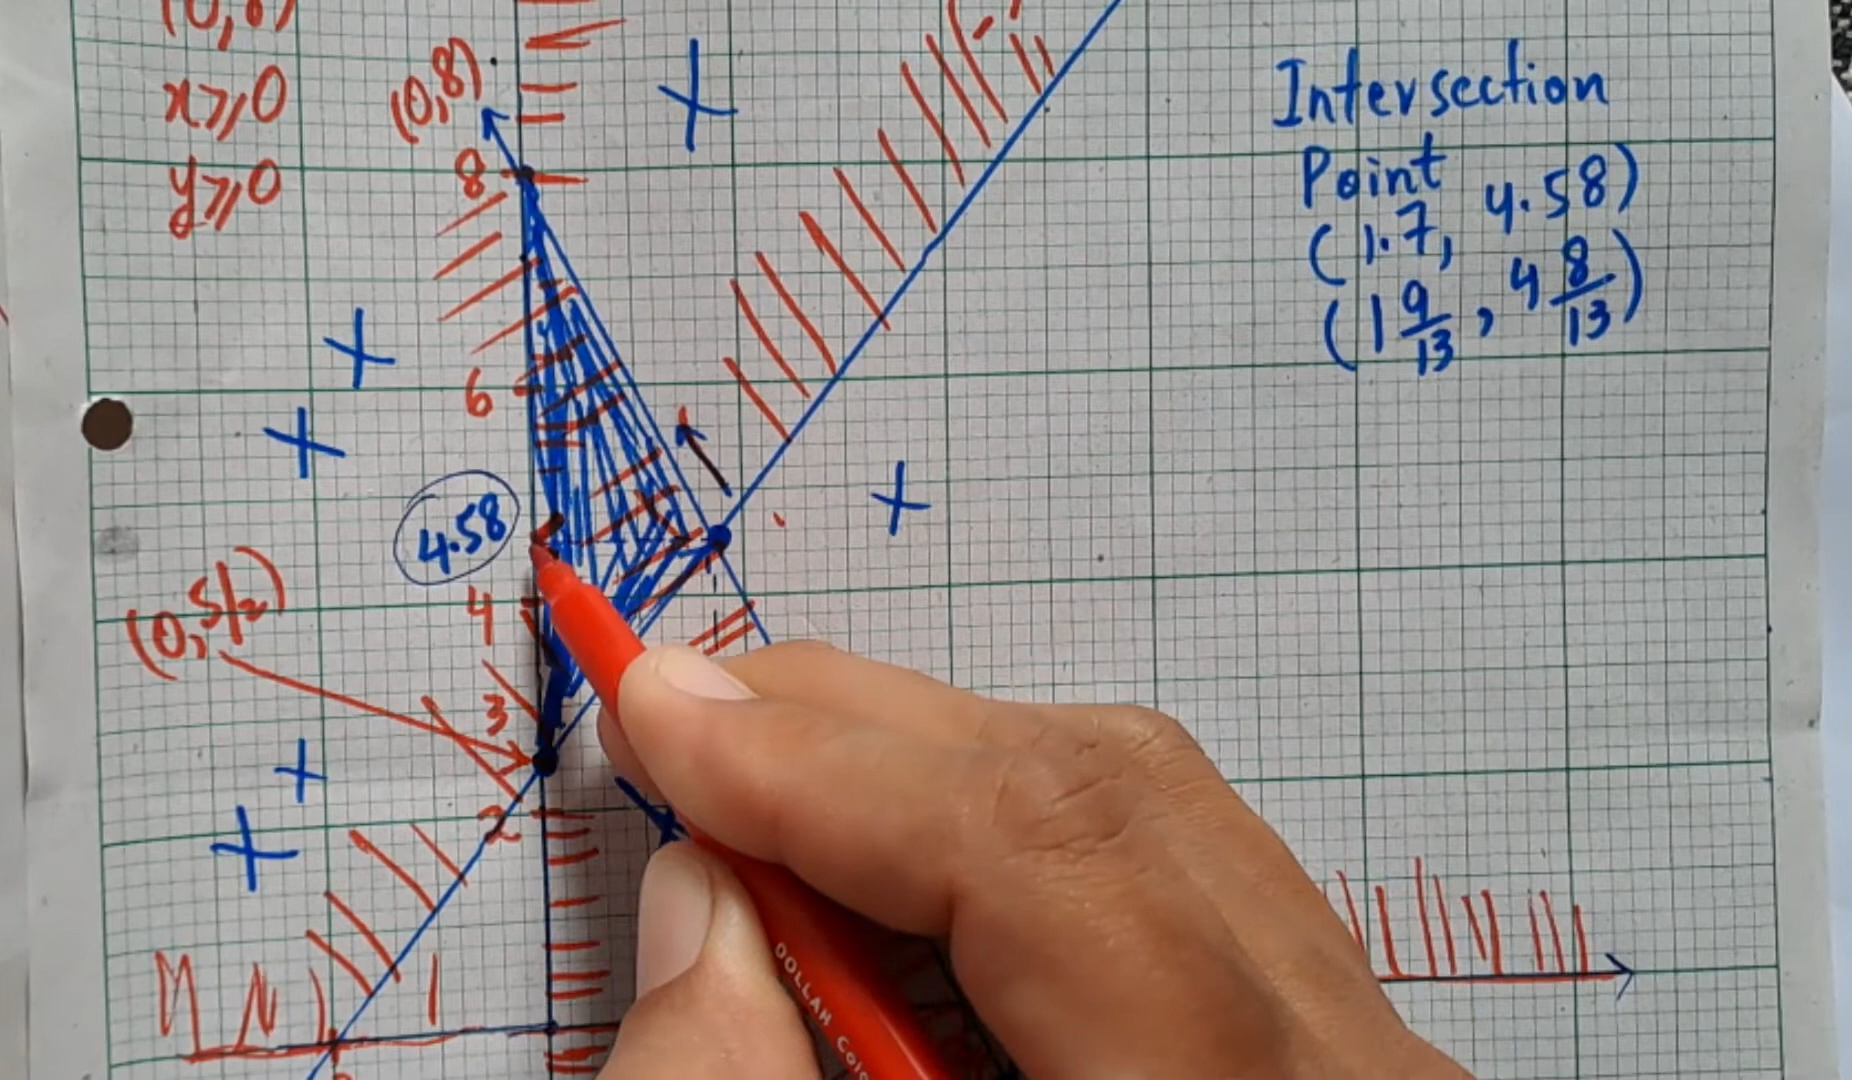 x⩾0
y⩾0
(0,8)
8
6
4.58
(0,5/2)
4
3
2
Intersection
Point
(1.7, 4.58)
(1 9/13, 4 8/13)
DOLLAR